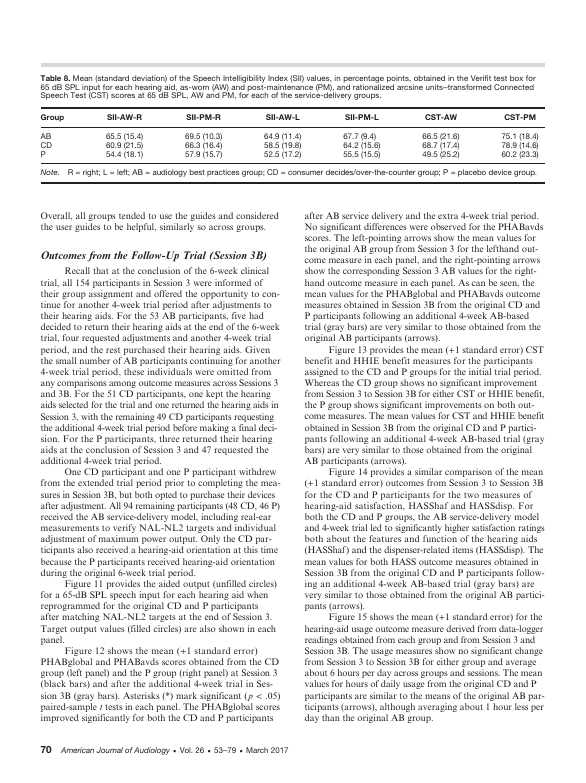 Table 8. Mean (standard deviation) of the Speech Intelligibility Index (SII) values, in percentage points, obtained in the Verifit test box for
65 dB SPL input for each hearing aid, as-worn (AW) and post-maintenance (PM), and rationalized arcsine units–transformed Connected
Speech Test (CST) scores at 65 dB SPL, AW and PM, for each of the service-delivery groups.
Group SII-AW-R SII-PM-R SII-AW-L SII-PM-L CST-AW CST-PM
AB 65.5 (15.4) 69.5 (10.3) 64.9 (11.4) 67.7 (9.4) 66.5 (21.6) 75.1 (18.4)
CD 60.9 (21.5) 66.3 (16.4) 58.5 (19.8) 64.2 (15.6) 68.7 (17.4) 78.9 (14.6)
P 54.4 (18.1) 57.9 (15.7) 52.5 (17.2) 55.5 (15.5) 49.5 (25.2) 60.2 (23.3)
Note. R = right; L = left; AB = audiology best practices group; CD = consumer decides/over-the-counter group; P = placebo device group.
Overall, all groups tended to use the guides and considered
the user guides to be helpful, similarly so across groups.
Outcomes from the Follow-Up Trial (Session 3B)
Recall that at the conclusion of the 6-week clinical
trial, all 154 participants in Session 3 were informed of
their group assignment and offered the opportunity to con-
tinue for another 4-week trial period after adjustments to
their hearing aids. For the 53 AB participants, five had
decided to return their hearing aids at the end of the 6-week
trial, four requested adjustments and another 4-week trial
period, and the rest purchased their hearing aids. Given
the small number of AB participants continuing for another
4-week trial period, these individuals were omitted from
any comparisons among outcome measures across Sessions 3
and 3B. For the 51 CD participants, one kept the hearing
aids selected for the trial and one returned the hearing aids in
Session 3, with the remaining 49 CD participants requesting
the additional 4-week trial period before making a final deci-
sion. For the P participants, three returned their hearing
aids at the conclusion of Session 3 and 47 requested the
additional 4-week trial period.
One CD participant and one P participant withdrew
from the extended trial period prior to completing the mea-
sures in Session 3B, but both opted to purchase their devices
after adjustment. All 94 remaining participants (48 CD, 46 P)
received the AB service-delivery model, including real-ear
measurements to verify NAL-NL2 targets and individual
adjustment of maximum power output. Only the CD par-
ticipants also received a hearing-aid orientation at this time
because the P participants received hearing-aid orientation
during the original 6-week trial period.
Figure 11 provides the aided output (unfilled circles)
for a 65-dB SPL speech input for each hearing aid when
reprogrammed for the original CD and P participants
after matching NAL-NL2 targets at the end of Session 3.
Target output values (filled circles) are also shown in each
panel.
Figure 12 shows the mean (+1 standard error)
PHABglobal and PHABavds scores obtained from the CD
group (left panel) and the P group (right panel) at Session 3
(black bars) and after the additional 4-week trial in Ses-
sion 3B (gray bars). Asterisks (*) mark significant (p < .05)
paired-sample t tests in each panel. The PHABglobal scores
improved significantly for both the CD and P participants
after AB service delivery and the extra 4-week trial period.
No significant differences were observed for the PHABavds
scores. The left-pointing arrows show the mean values for
the original AB group from Session 3 for the lefthand out-
come measure in each panel, and the right-pointing arrows
show the corresponding Session 3 AB values for the right-
hand outcome measure in each panel. As can be seen, the
mean values for the PHABglobal and PHABavds outcome
measures obtained in Session 3B from the original CD and
P participants following an additional 4-week AB-based
trial (gray bars) are very similar to those obtained from the
original AB participants (arrows).
Figure 13 provides the mean (+1 standard error) CST
benefit and HHIE benefit measures for the participants
assigned to the CD and P groups for the initial trial period.
Whereas the CD group shows no significant improvement
from Session 3 to Session 3B for either CST or HHIE benefit,
the P group shows significant improvements on both out-
come measures. The mean values for CST and HHIE benefit
obtained in Session 3B from the original CD and P partici-
pants following an additional 4-week AB-based trial (gray
bars) are very similar to those obtained from the original
AB participants (arrows).
Figure 14 provides a similar comparison of the mean
(+1 standard error) outcomes from Session 3 to Session 3B
for the CD and P participants for the two measures of
hearing-aid satisfaction, HASShaf and HASSdisp. For
both the CD and P groups, the AB service-delivery model
and 4-week trial led to significantly higher satisfaction ratings
both about the features and function of the hearing aids
(HASShaf) and the dispenser-related items (HASSdisp). The
mean values for both HASS outcome measures obtained in
Session 3B from the original CD and P participants follow-
ing an additional 4-week AB-based trial (gray bars) and
very similar to those obtained from the original AB partici-
pants (arrows).
Figure 15 shows the mean (+1 standard error) for the
hearing-aid usage outcome measure derived from data-logger
readings obtained from each group and from Session 3 and
Session 3B. The usage measures show no significant change
from Session 3 to Session 3B for either group and average
about 6 hours per day across groups and sessions. The mean
values for hours of daily usage from the original CD and P
participants are similar to the means of the original AB par-
ticipants (arrows), although averaging about 1 hour less per
day than the original AB group.
70 American Journal of Audiology • Vol. 26 • 53–79 • March 2017